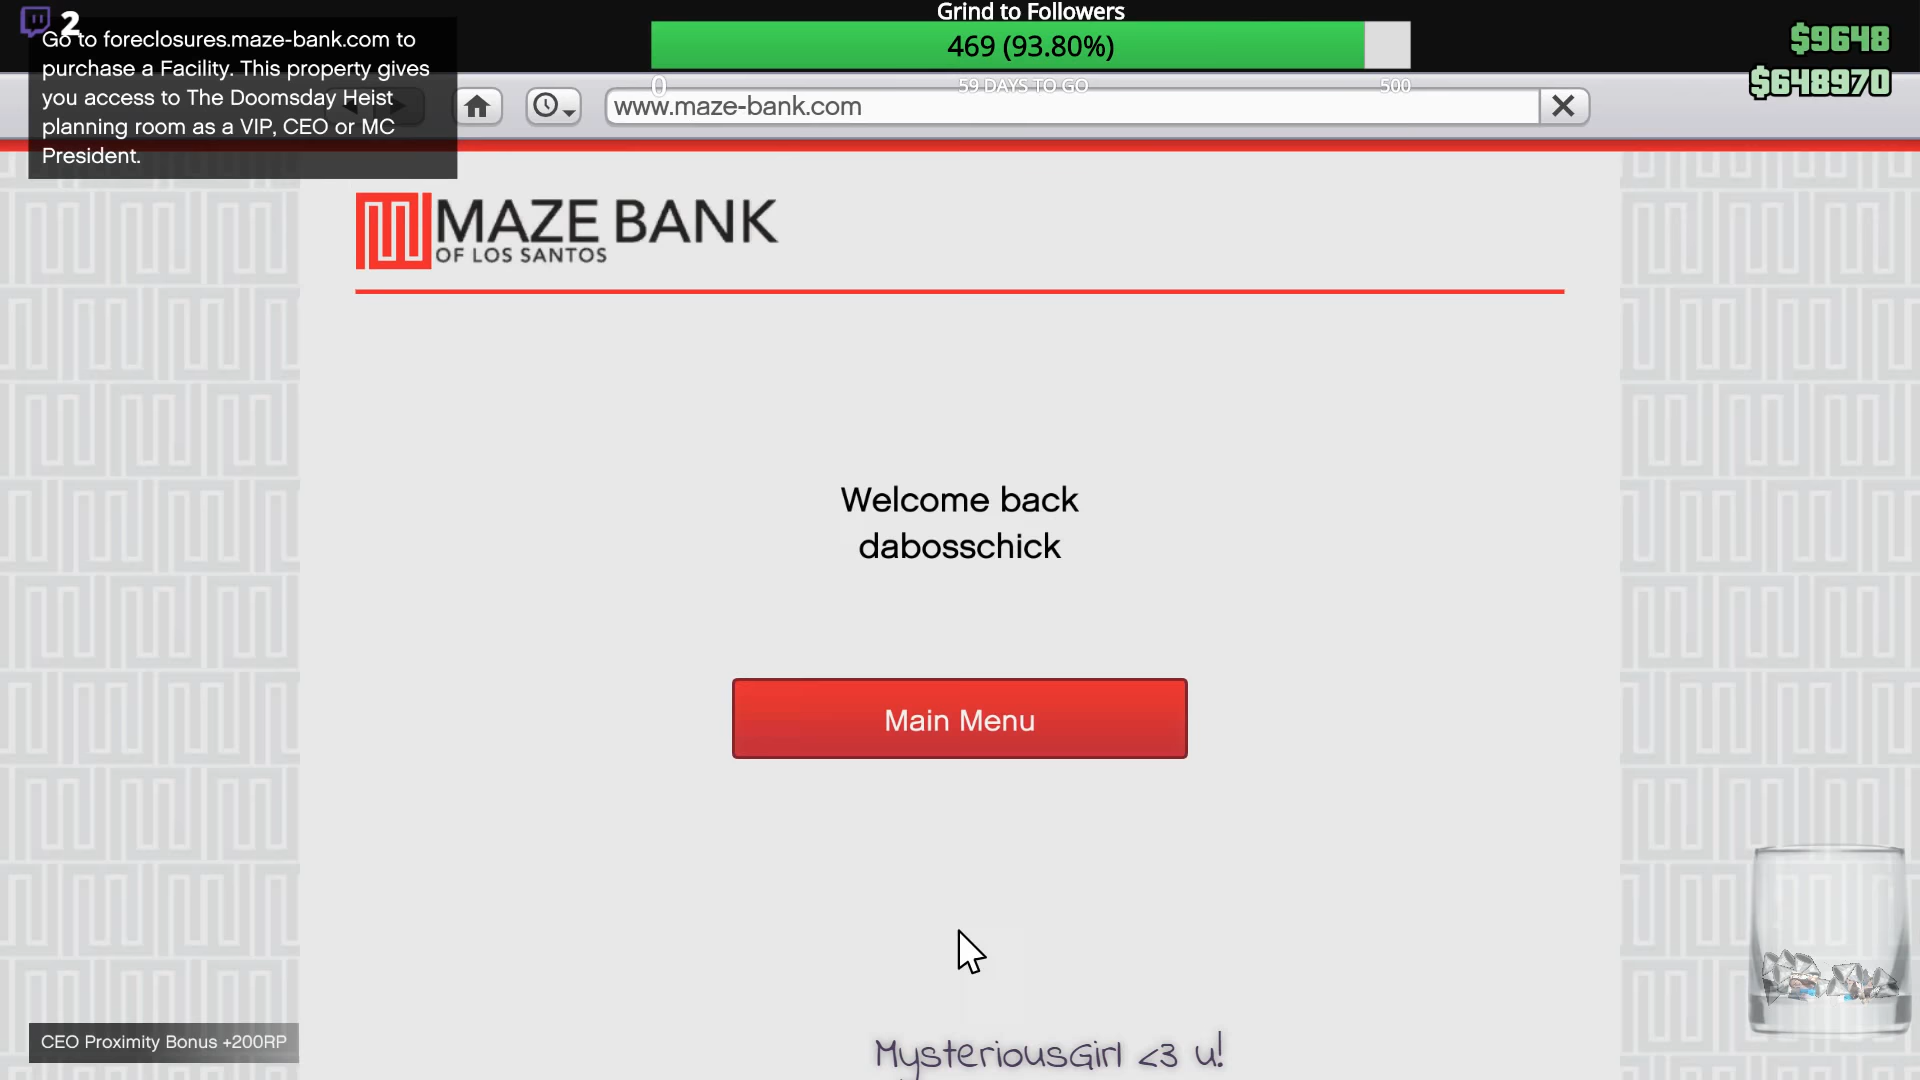 2
Grind to Followers
469 (93.80%)
0
59 DAYS TO GO
500
$9648
$648970
Go to foreclosures.maze-bank.com to
purchase a Facility. This property gives
you access to The Doomsday Heist
planning room as a VIP, CEO or MC
President.
www.maze-bank.com
MAZE BANK
OF LOS SANTOS
Welcome back
dabosschick
Main Menu
CEO Proximity Bonus +200RP
MysteriousGirl <3 u!